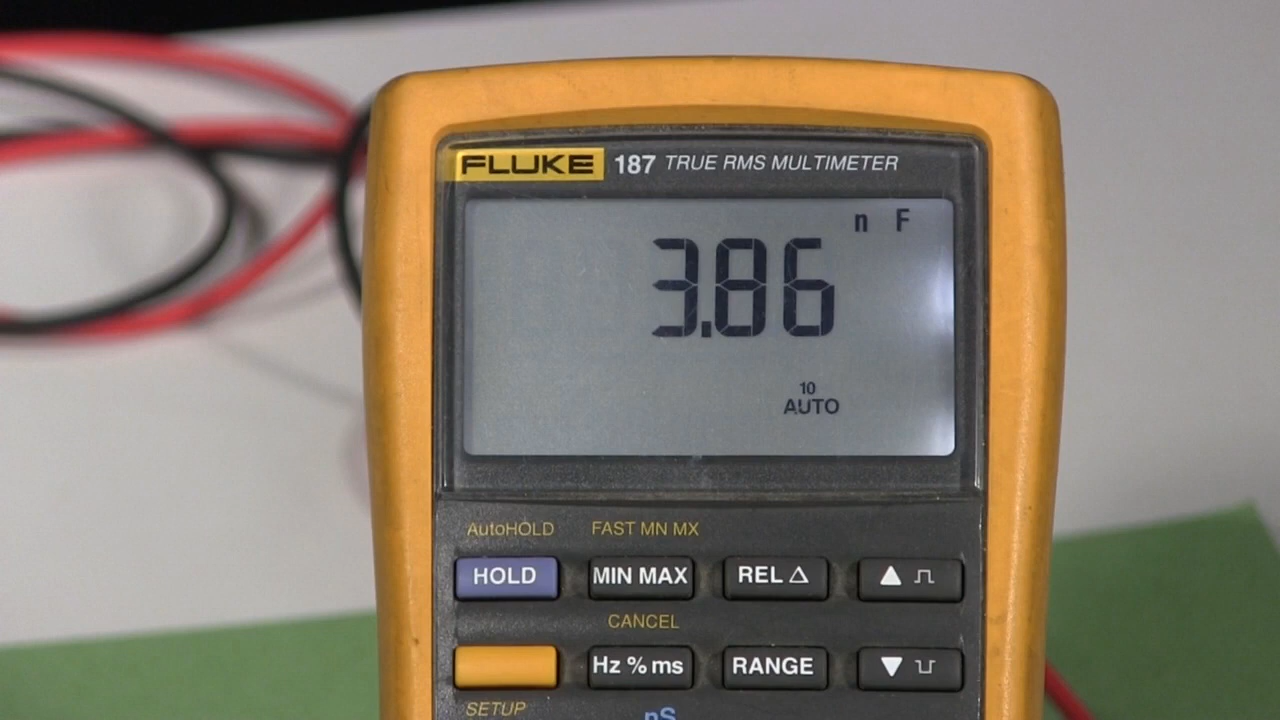 FLUKE 187 TRUE RMS MULTIMETER
n F
3.86
10
AUTO
AutoHOLD FAST MN MX
HOLD MIN MAX REL △ ▲ ⎍
CANCEL
Hz % ms RANGE ▼
SETUP nS